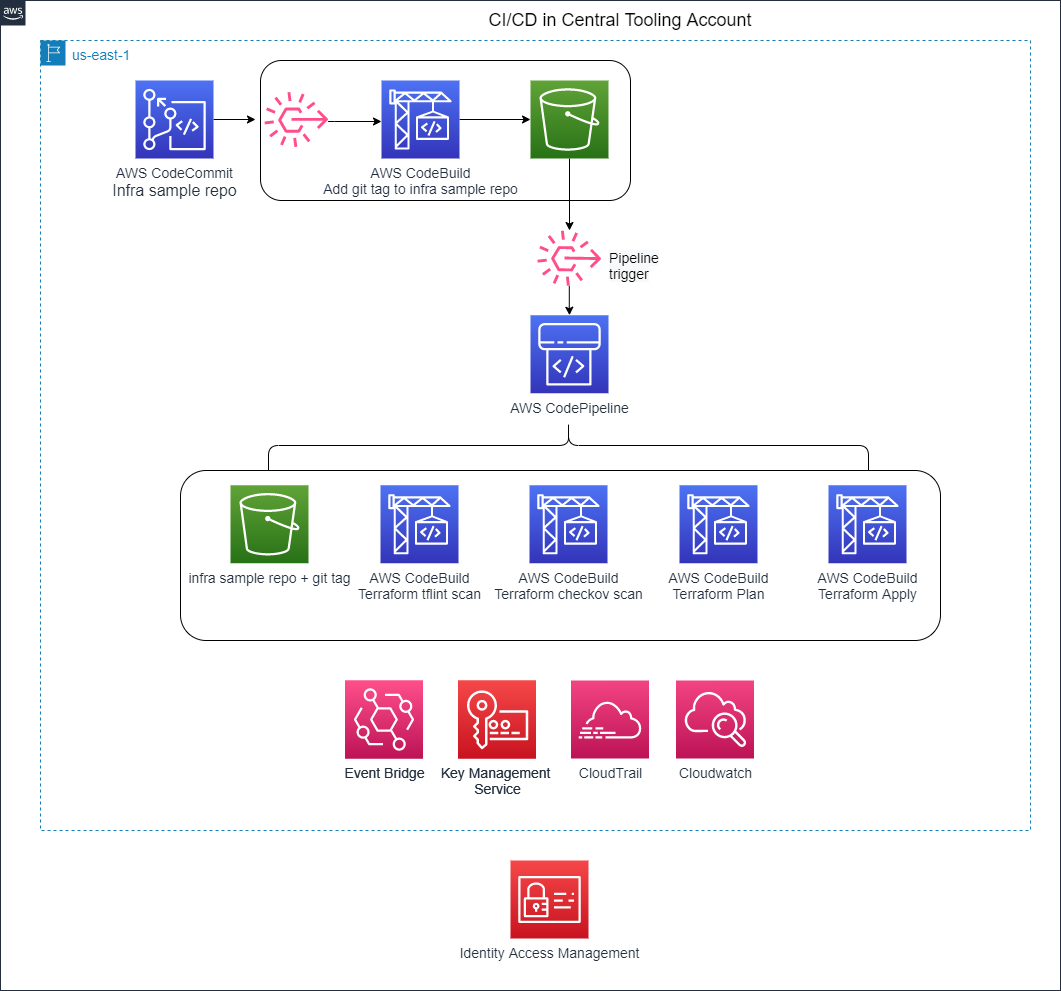 aws
CI/CD in Central Tooling Account
us-east-1
AWS CodeCommit
Infra sample repo
AWS CodeBuild
Add git tag to infra sample repo
Pipeline
trigger
AWS CodePipeline
infra sample repo + git tag
AWS CodeBuild
Terraform tflint scan
AWS CodeBuild
Terraform checkov scan
AWS CodeBuild
Terraform Plan
AWS CodeBuild
Terraform Apply
Event Bridge
Key Management
Service
CloudTrail
Cloudwatch
Identity Access Management